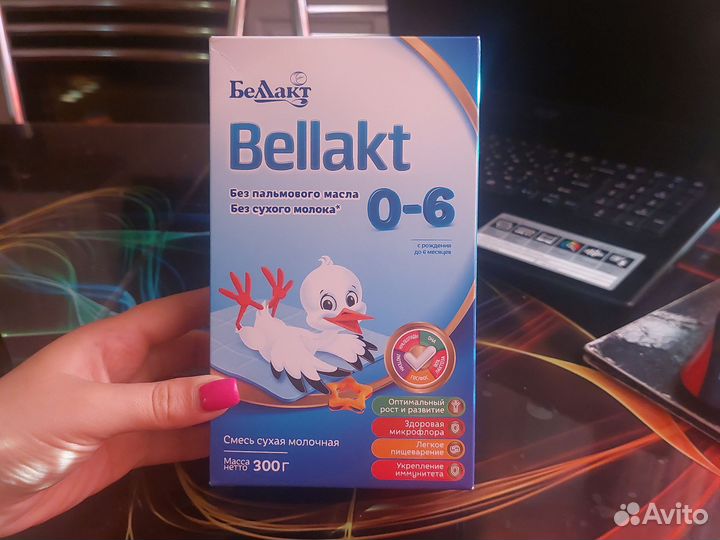 Беллакт
Bellakt
Без пальмового масла
Без сухого молока*
0-6
с рождения
до 6 месяцев
Оптимальный
рост и развитие
Здоровая
микрофлора
Легкое
пищеварение
Укрепление
иммунитета
Смесь сухая молочная
Масса
нетто 300 г
Avito